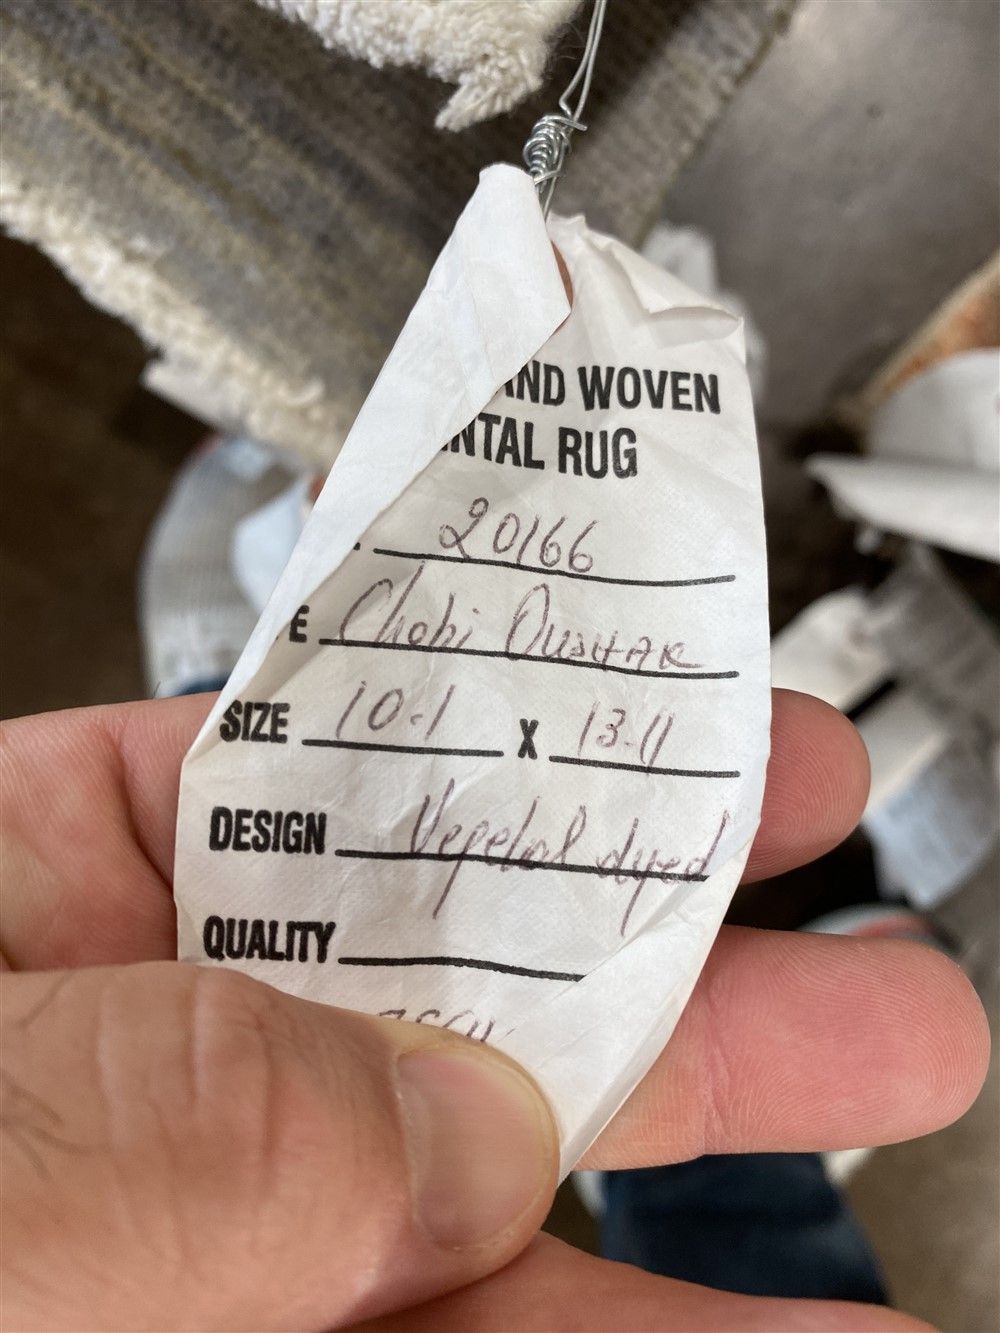 AND WOVEN
NTAL RUG
20166
E Chobi Oushak
SIZE 10-1 x 13-11
DESIGN Vegetal dyed
QUALITY